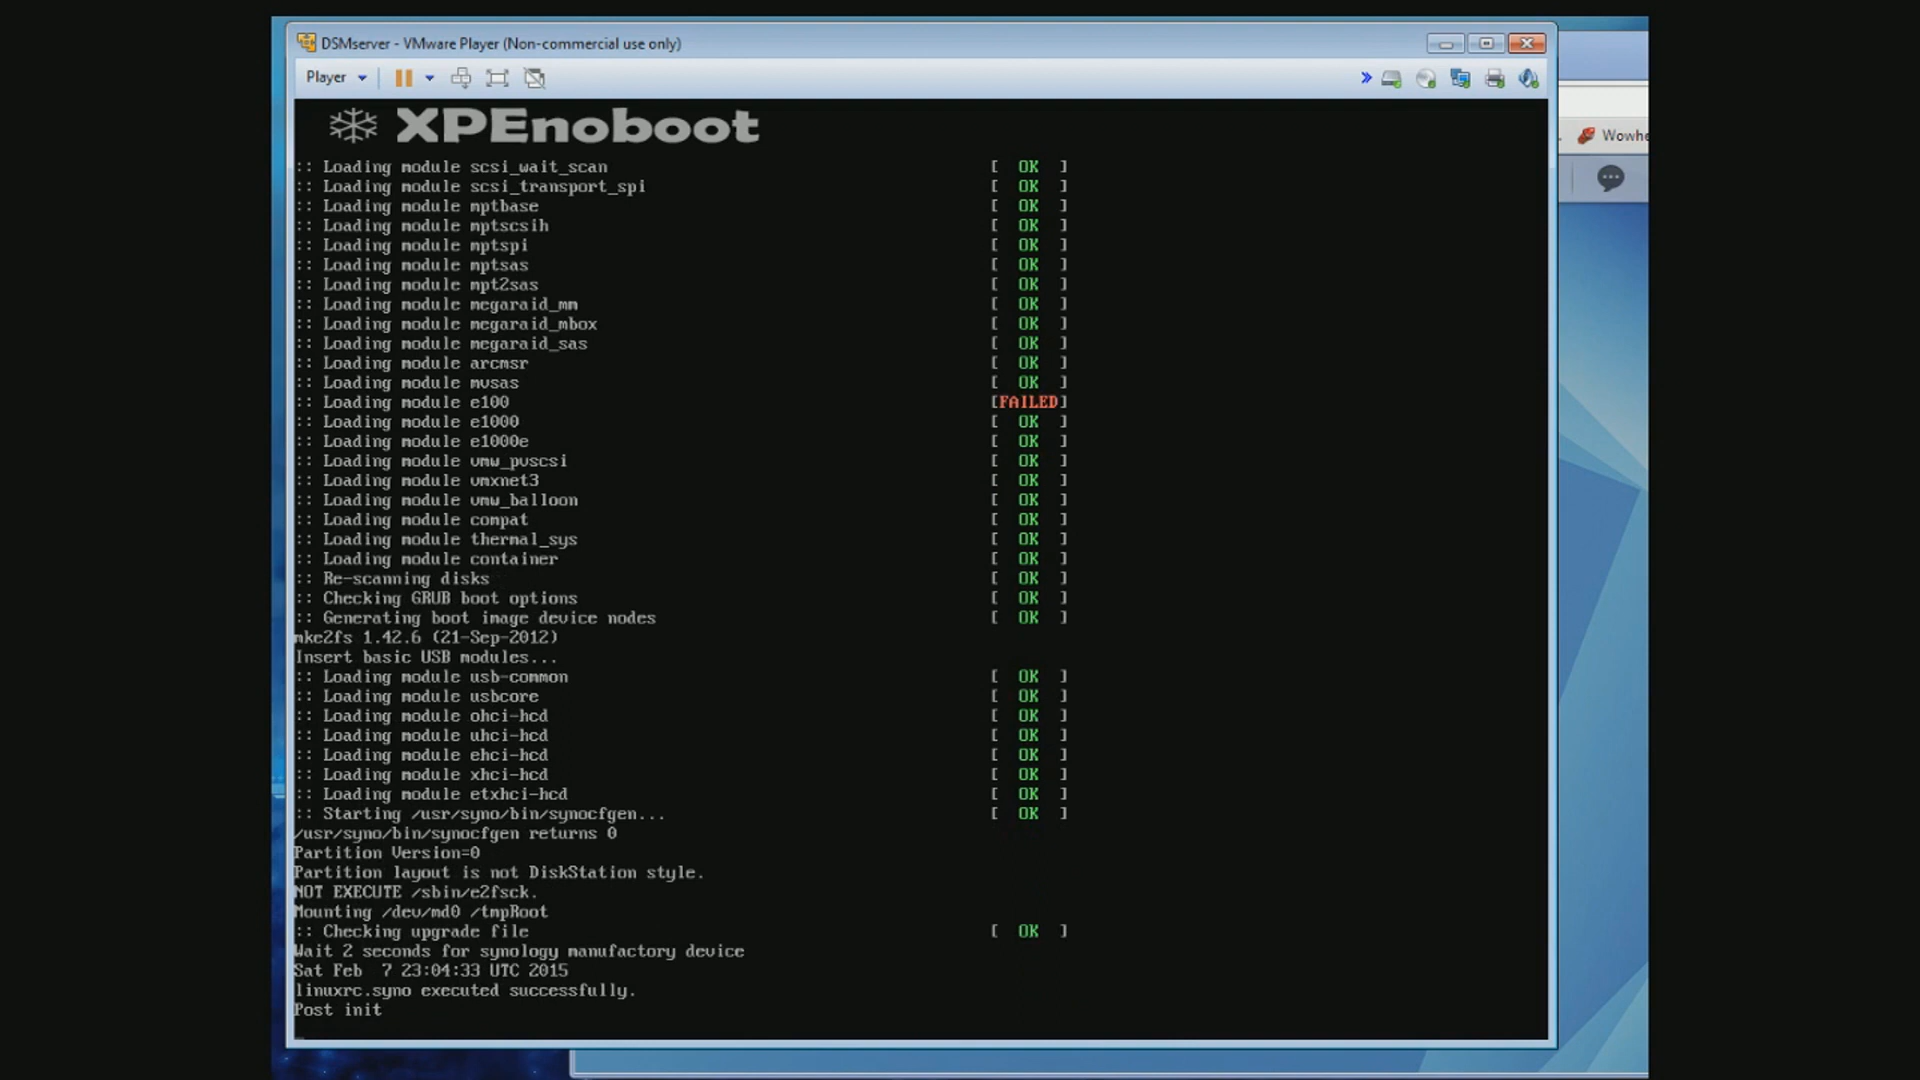 DSMserver - VMware Player (Non-commercial use only)
Player
Wowhe
XPEnoboot
:: Loading module scsi_wait_scan [ OK ]
:: Loading module scsi_transport_spi [ OK ]
:: Loading module mptbase [ OK ]
:: Loading module mptscsih [ OK ]
:: Loading module mptspi [ OK ]
:: Loading module mptsas [ OK ]
:: Loading module mpt2sas [ OK ]
:: Loading module megaraid_mm [ OK ]
:: Loading module megaraid_mbox [ OK ]
:: Loading module megaraid_sas [ OK ]
:: Loading module arcmsr [ OK ]
:: Loading module mvsas [ OK ]
:: Loading module e100 [FAILED]
:: Loading module e1000 [ OK ]
:: Loading module e1000e [ OK ]
:: Loading module vmw_pvscsi [ OK ]
:: Loading module vmxnet3 [ OK ]
:: Loading module vmw_balloon [ OK ]
:: Loading module compat [ OK ]
:: Loading module thermal_sys [ OK ]
:: Loading module container [ OK ]
:: Re-scanning disks [ OK ]
:: Checking GRUB boot options [ OK ]
:: Generating boot image device nodes [ OK ]
mke2fs 1.42.6 (21-Sep-2012)
Insert basic USB modules...
:: Loading module usb-common [ OK ]
:: Loading module usbcore [ OK ]
:: Loading module ohci-hcd [ OK ]
:: Loading module uhci-hcd [ OK ]
:: Loading module ehci-hcd [ OK ]
:: Loading module xhci-hcd [ OK ]
:: Loading module etxhci-hcd [ OK ]
:: Starting /usr/syno/bin/synocfgen... [ OK ]
/usr/syno/bin/synocfgen returns 0
Partition Version=0
Partition layout is not DiskStation style.
NOT EXECUTE /sbin/e2fsck.
Mounting /dev/md0 /tmpRoot
:: Checking upgrade file [ OK ]
Wait 2 seconds for synology manufactory device
Sat Feb  7 23:04:33 UTC 2015
linuxrc.syno executed successfully.
Post init